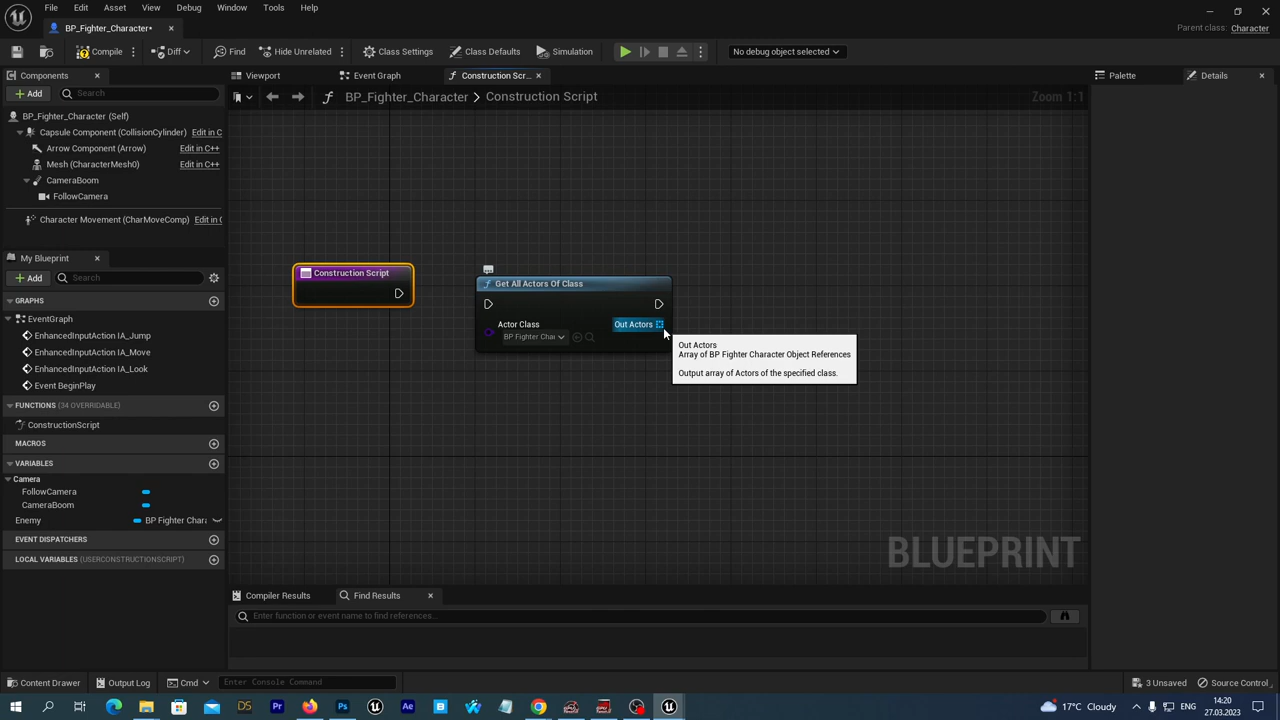 File Edit Asset View Debug Window Tools Help
BP_Fighter_Character*
Parent class: Character
Compile Diff Find Hide Unrelated Class Settings Class Defaults Simulation No debug object selected
Components
Add Search
BP_Fighter_Character (Self)
Capsule Component (CollisionCylinder) Edit in C
Arrow Component (Arrow) Edit in C++
Mesh (CharacterMesh0) Edit in C++
CameraBoom
FollowCamera
Character Movement (CharMoveComp) Edit in C
My Blueprint
Add Search
GRAPHS
EventGraph
EnhancedInputAction IA_Jump
EnhancedInputAction IA_Move
EnhancedInputAction IA_Look
Event BeginPlay
FUNCTIONS (34 OVERRIDABLE)
ConstructionScript
MACROS
VARIABLES
Camera
FollowCamera
CameraBoom
Enemy BP Fighter Chara
EVENT DISPATCHERS
LOCAL VARIABLES (USERCONSTRUCTIONSCRIPT)
Viewport Event Graph Construction Scr...
BP_Fighter_Character > Construction Script
Zoom 1:1
Construction Script
Get All Actors Of Class
Actor Class
BP Fighter Char
Out Actors
Out Actors
Array of BP Fighter Character Object References
Output array of Actors of the specified class.
BLUEPRINT
Palette Details
Compiler Results Find Results
Enter function or event name to find references...
Content Drawer Output Log Cmd Enter Console Command
3 Unsaved Source Control
DS Pr Ps Ae
17°C Cloudy
14:20
27.03.2023